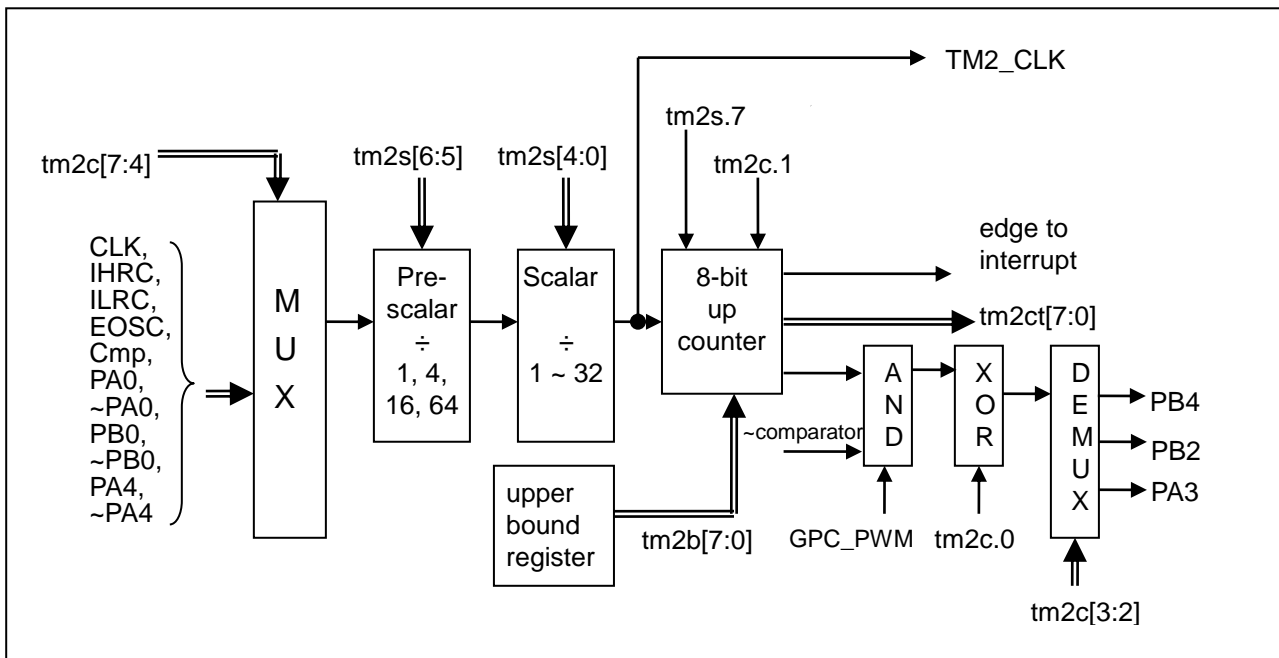 TM2_CLK
tm2s.7
tm2c[7:4]
tm2s[6:5]
tm2s[4:0]
tm2c.1
CLK,
IHRC,
ILRC,
EOSC,
Cmp,
PA0,
~PA0,
PB0,
~PB0,
PA4,
~PA4
M
U
X
Pre-
scalar
÷
1, 4,
16, 64
Scalar
÷
1 ~ 32
8-bit
up
counter
edge to
interrupt
tm2ct[7:0]
~comparator
A
N
D
X
O
R
D
E
M
U
X
PB4
PB2
PA3
upper
bound
register
tm2b[7:0]
GPC_PWM
tm2c.0
tm2c[3:2]